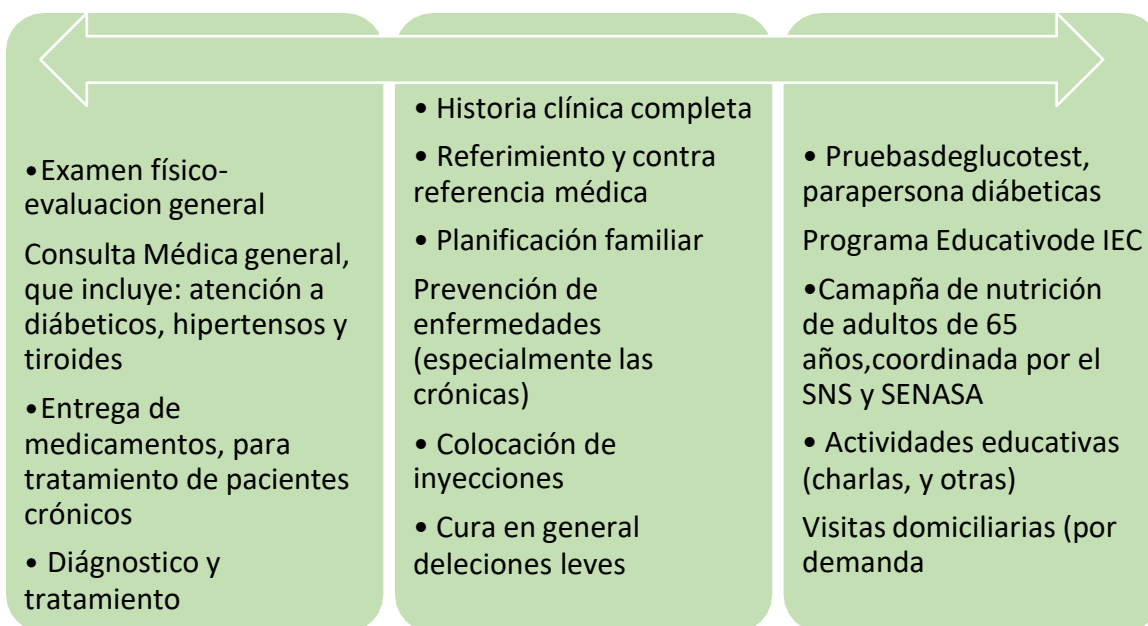 •Examen físico-
evaluacion general
Consulta Médica general,
que incluye: atención a
diábeticos, hipertensos y
tiroides
•Entrega de
medicamentos, para
tratamiento de pacientes
crónicos
• Diágnostico y
tratamiento
• Historia clínica completa
• Referimiento y contra
referencia médica
• Planificación familiar
Prevención de
enfermedades
(especialmente las
crónicas)
• Colocación de
inyecciones
• Cura en general
deleciones leves
• Pruebasdeglucotest,
parapersona diábeticas
Programa Educativode IEC
•Camapña de nutrición
de adultos de 65
años,coordinada por el
SNS y SENASA
• Actividades educativas
(charlas, y otras)
Visitas domiciliarias (por
demanda